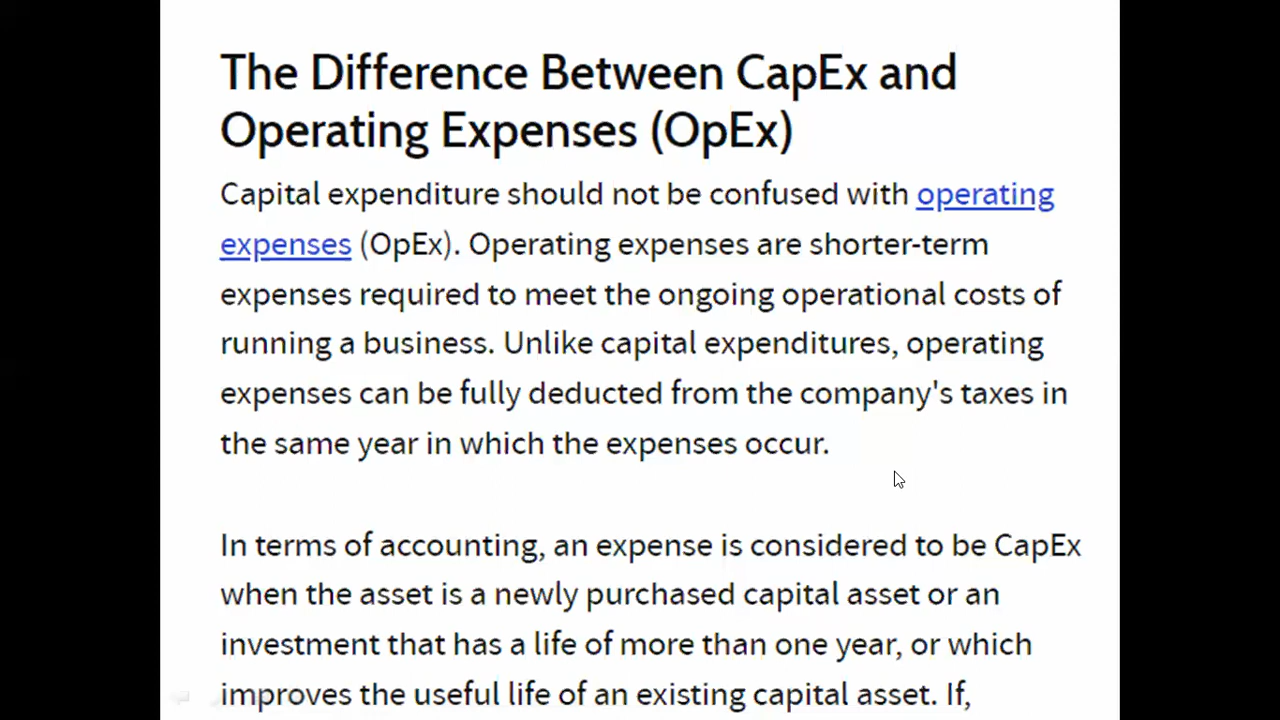 The Difference Between CapEx and
Operating Expenses (OpEx)
Capital expenditure should not be confused with operating
expenses (OpEx). Operating expenses are shorter-term
expenses required to meet the ongoing operational costs of
running a business. Unlike capital expenditures, operating
expenses can be fully deducted from the company's taxes in
the same year in which the expenses occur.
In terms of accounting, an expense is considered to be CapEx
when the asset is a newly purchased capital asset or an
investment that has a life of more than one year, or which
improves the useful life of an existing capital asset. If,